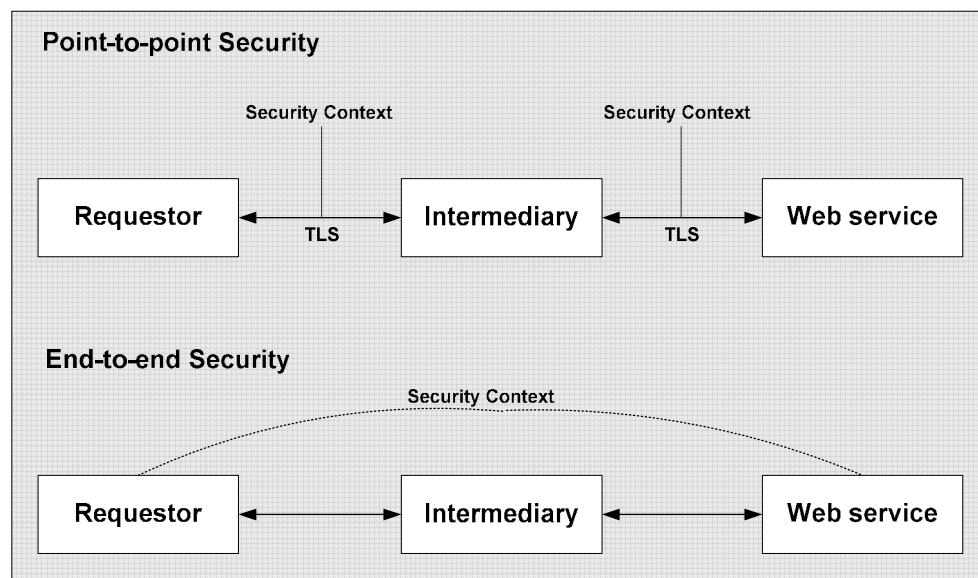 Point-to-point Security
Security Context
Security Context
Requestor
Intermediary
Web service
TLS
TLS
End-to-end Security
Security Context
Requestor
Intermediary
Web service